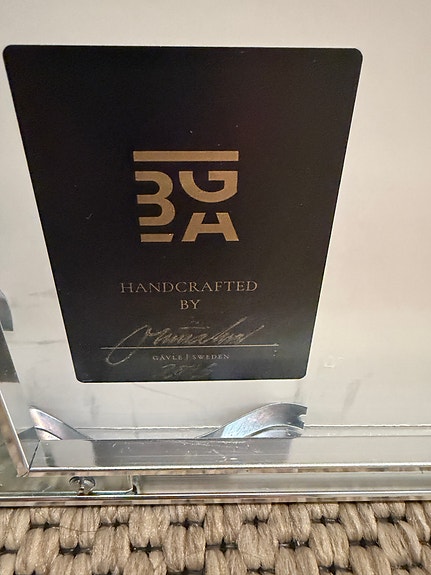 BGA
HANDCRAFTED
BY
GÄVLE | SWEDEN